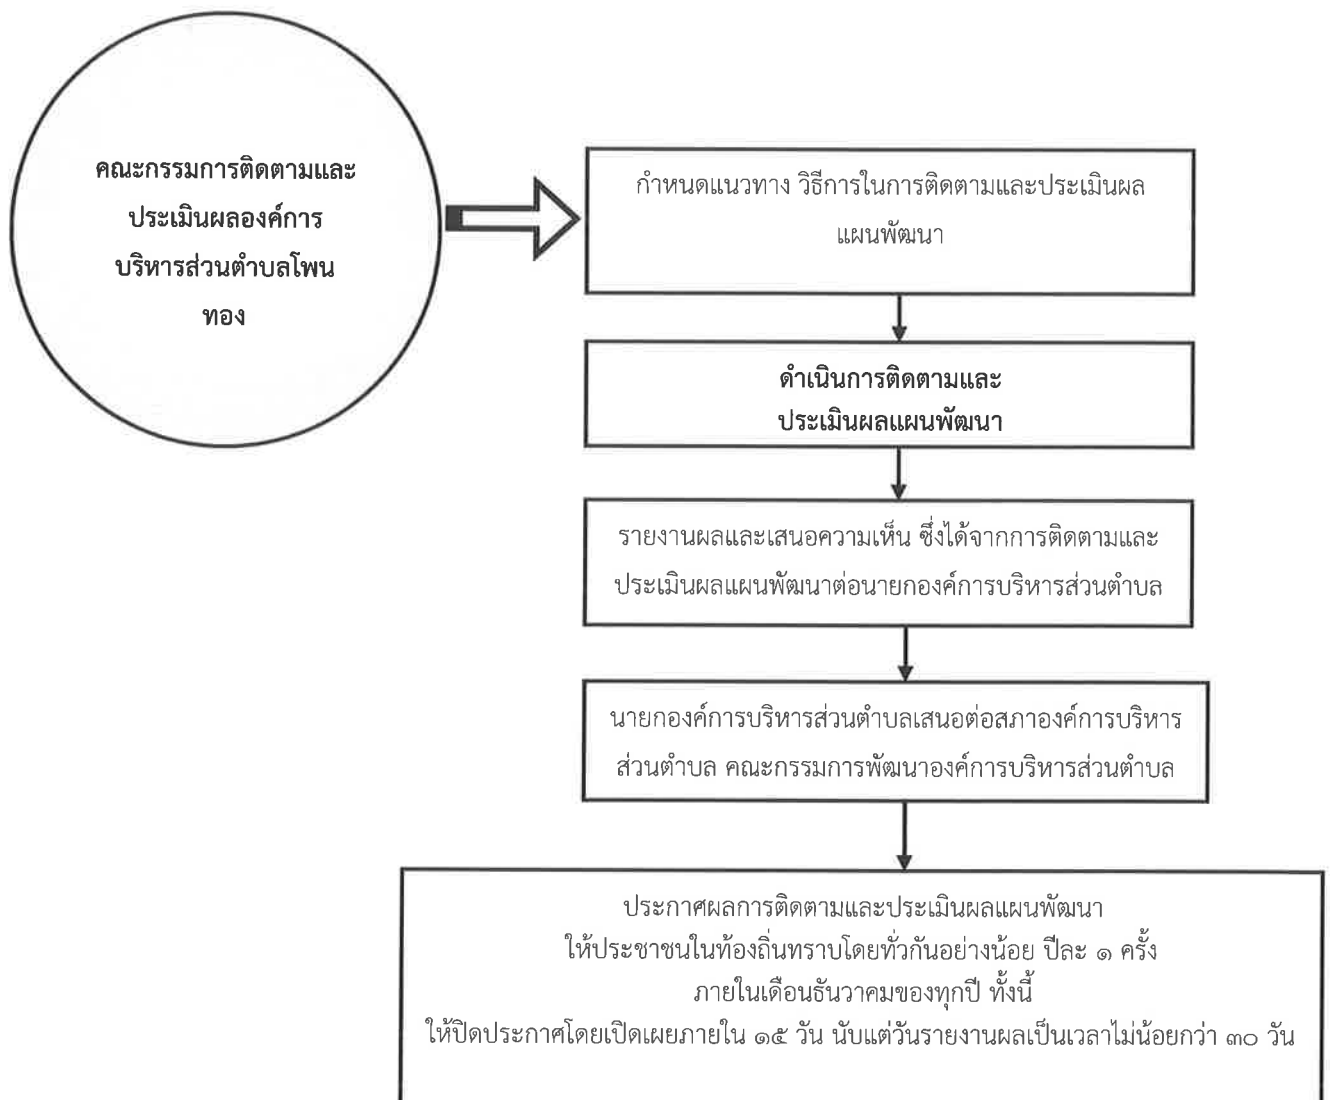 คณะกรรมการติดตามและ
ประเมินผลองค์การ
บริหารส่วนตำบลโพน
ทอง
กำหนดแนวทาง วิธีการในการติดตามและประเมินผล
แผนพัฒนา
ดำเนินการติดตามและ
ประเมินผลแผนพัฒนา
รายงานผลและเสนอความเห็น ซึ่งได้จากการติดตามและ
ประเมินผลแผนพัฒนาต่อนายกองค์การบริหารส่วนตำบล
นายกองค์การบริหารส่วนตำบลเสนอต่อสภาองค์การบริหาร
ส่วนตำบล คณะกรรมการพัฒนาองค์การบริหารส่วนตำบล
ประกาศผลการติดตามและประเมินผลแผนพัฒนา
ให้ประชาชนในท้องถิ่นทราบโดยทั่วกันอย่างน้อย ปีละ ๑ ครั้ง
ภายในเดือนธันวาคมของทุกปี ทั้งนี้
ให้ปิดประกาศโดยเปิดเผยภายใน ๑๕ วัน นับแต่วันรายงานผลเป็นเวลาไม่น้อยกว่า ๓๐ วัน